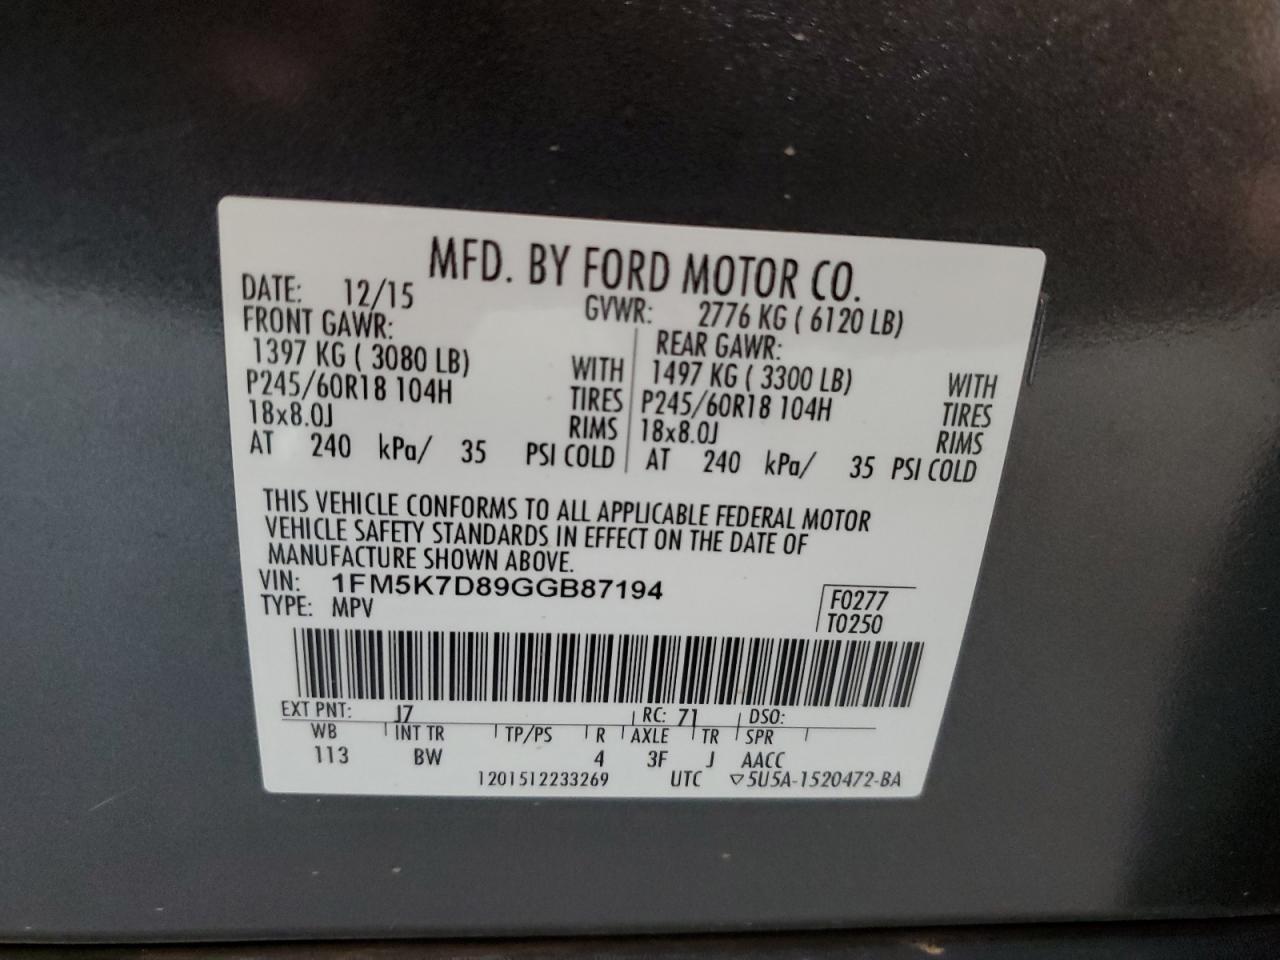 MFD. BY FORD MOTOR CO.
DATE: 12/15 GVWR: 2776 KG ( 6120 LB)
FRONT GAWR: REAR GAWR:
1397 KG ( 3080 LB) WITH 1497 KG ( 3300 LB) WITH
P245/60R18 104H TIRES P245/60R18 104H TIRES
18x8.0J RIMS 18x8.0J RIMS
AT 240 kPa/ 35 PSI COLD AT 240 kPa/ 35 PSI COLD
THIS VEHICLE CONFORMS TO ALL APPLICABLE FEDERAL MOTOR
VEHICLE SAFETY STANDARDS IN EFFECT ON THE DATE OF
MANUFACTURE SHOWN ABOVE.
VIN: 1FM5K7D89GGB87194 F0277
TYPE: MPV T0250
EXT PNT: J7 RC: 71 DSO:
WB INT TR TP/PS R AXLE TR SPR
113 BW 4 3F J AACC
1201512233269 UTC ▽5U5A-1520472-BA